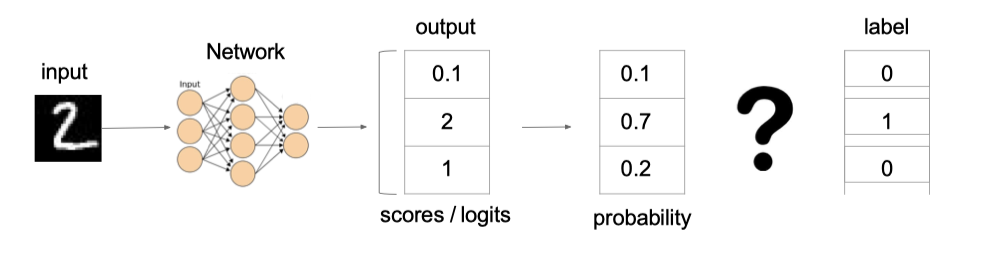 input
2
Network
Input
output
0.1
2
1
scores / logits
0.1
0.7
0.2
probability
?
label
0
1
0